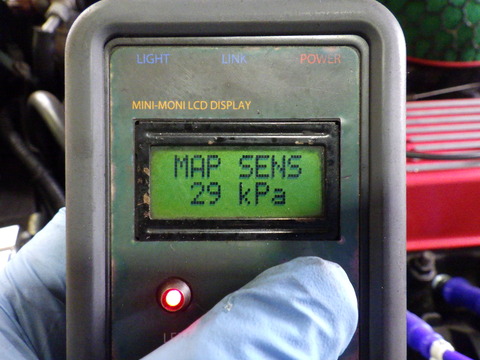 LIGHT LINK POWER
MINI-MONI LCD DISPLAY
MAP SENS
29 kPa